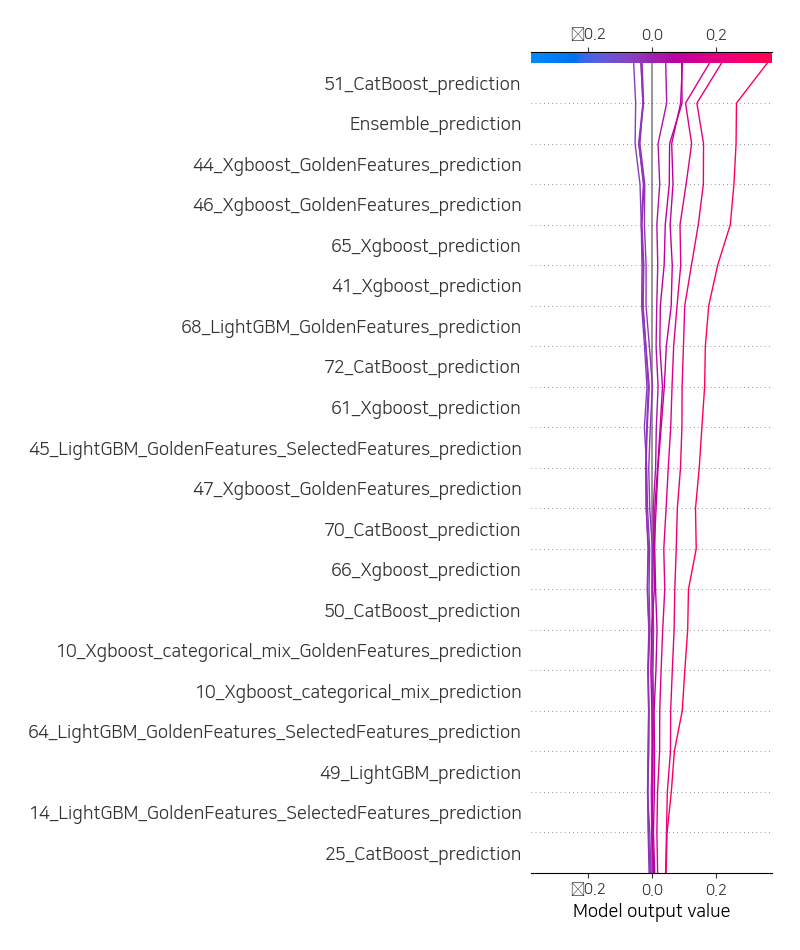 0.2 0.0 0.2
51_CatBoost_prediction
Ensemble_prediction
44_Xgboost_GoldenFeatures_prediction
46_Xgboost_GoldenFeatures_prediction
65_Xgboost_prediction
41_Xgboost_prediction
68_LightGBM_GoldenFeatures_prediction
72_CatBoost_prediction
61_Xgboost_prediction
45_LightGBM_GoldenFeatures_SelectedFeatures_prediction
47_Xgboost_GoldenFeatures_prediction
70_CatBoost_prediction
66_Xgboost_prediction
50_CatBoost_prediction
10_Xgboost_categorical_mix_GoldenFeatures_prediction
10_Xgboost_categorical_mix_prediction
64_LightGBM_GoldenFeatures_SelectedFeatures_prediction
49_LightGBM_prediction
14_LightGBM_GoldenFeatures_SelectedFeatures_prediction
25_CatBoost_prediction
0.2 0.0 0.2
Model output value